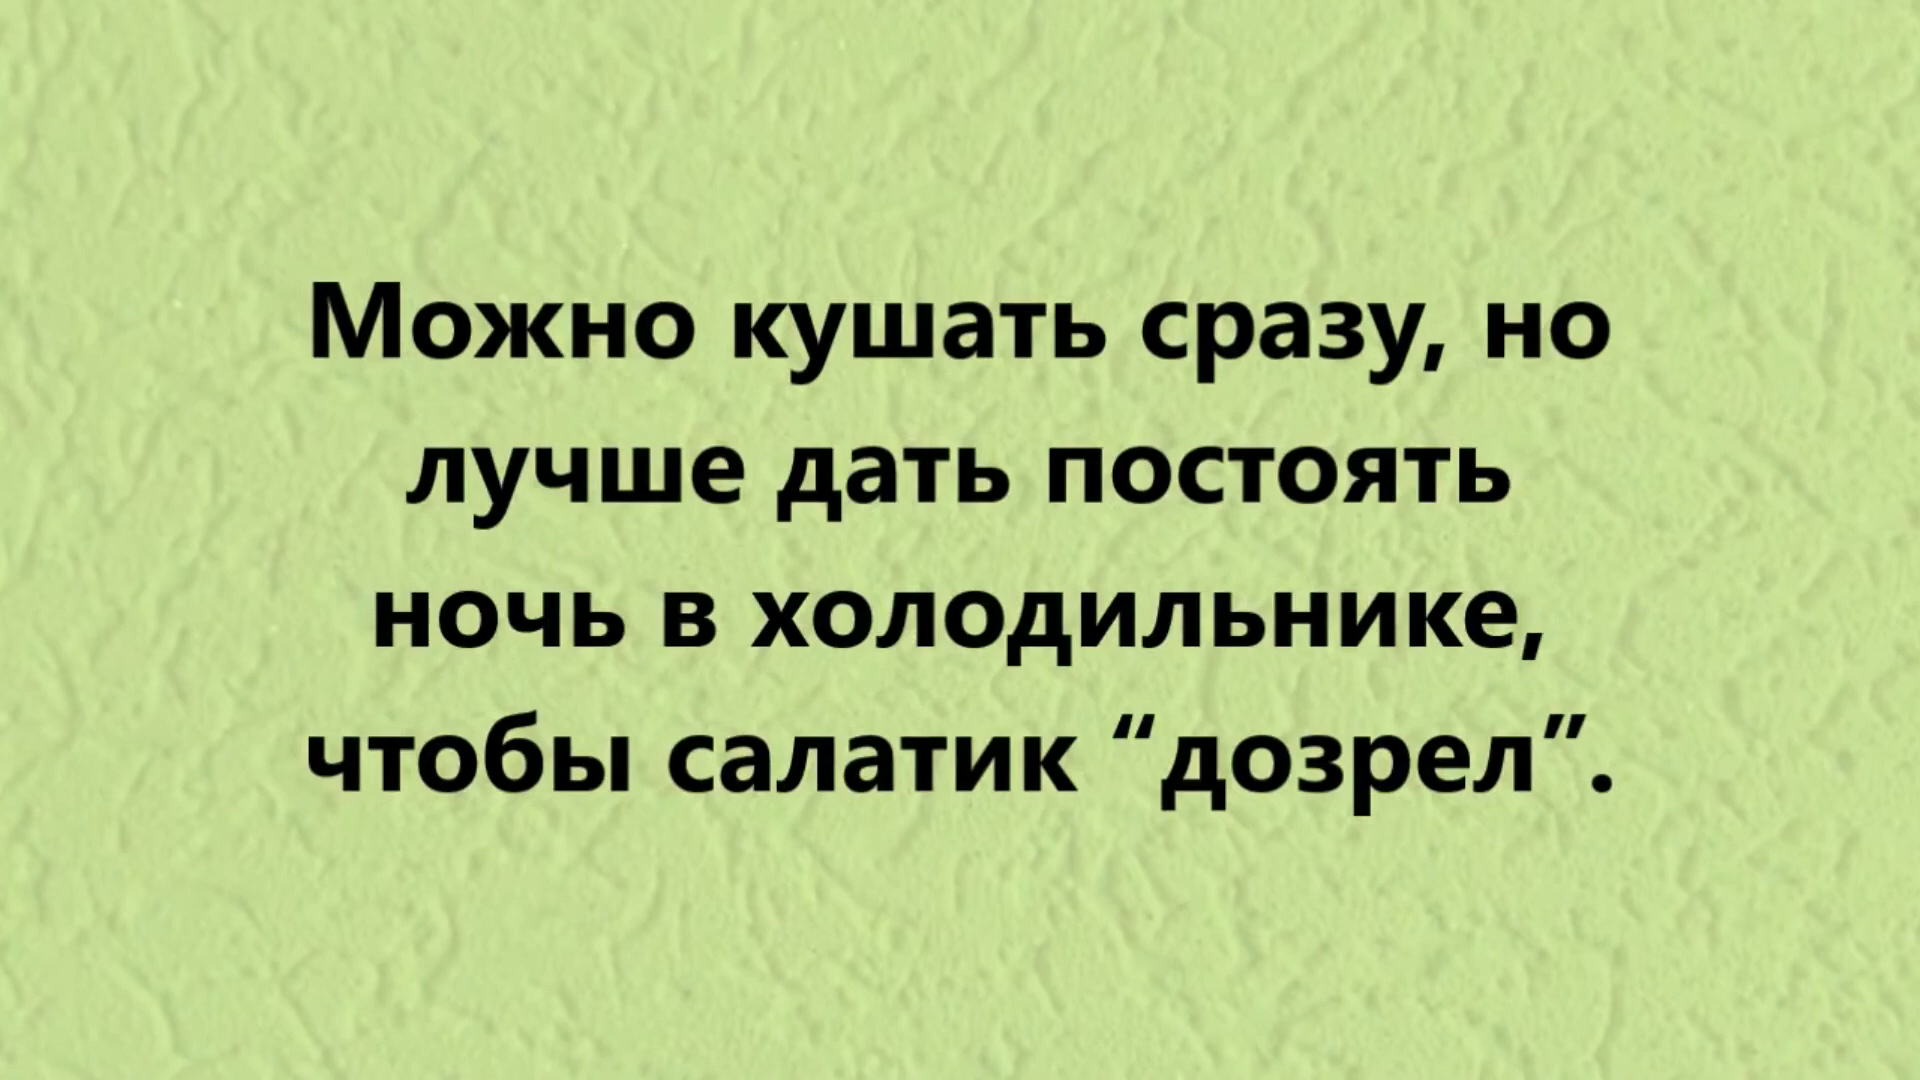 Можно кушать сразу, но
лучше дать постоять
ночь в холодильнике,
чтобы салатик “дозрел”.